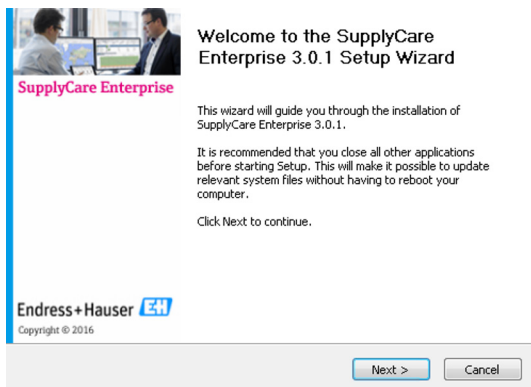 SupplyCare Enterprise
Endress+Hauser EH
Copyright © 2016
Welcome to the SupplyCare
Enterprise 3.0.1 Setup Wizard
This wizard will guide you through the installation of
SupplyCare Enterprise 3.0.1.
It is recommended that you close all other applications
before starting Setup. This will make it possible to update
relevant system files without having to reboot your
computer.
Click Next to continue.
Next >
Cancel